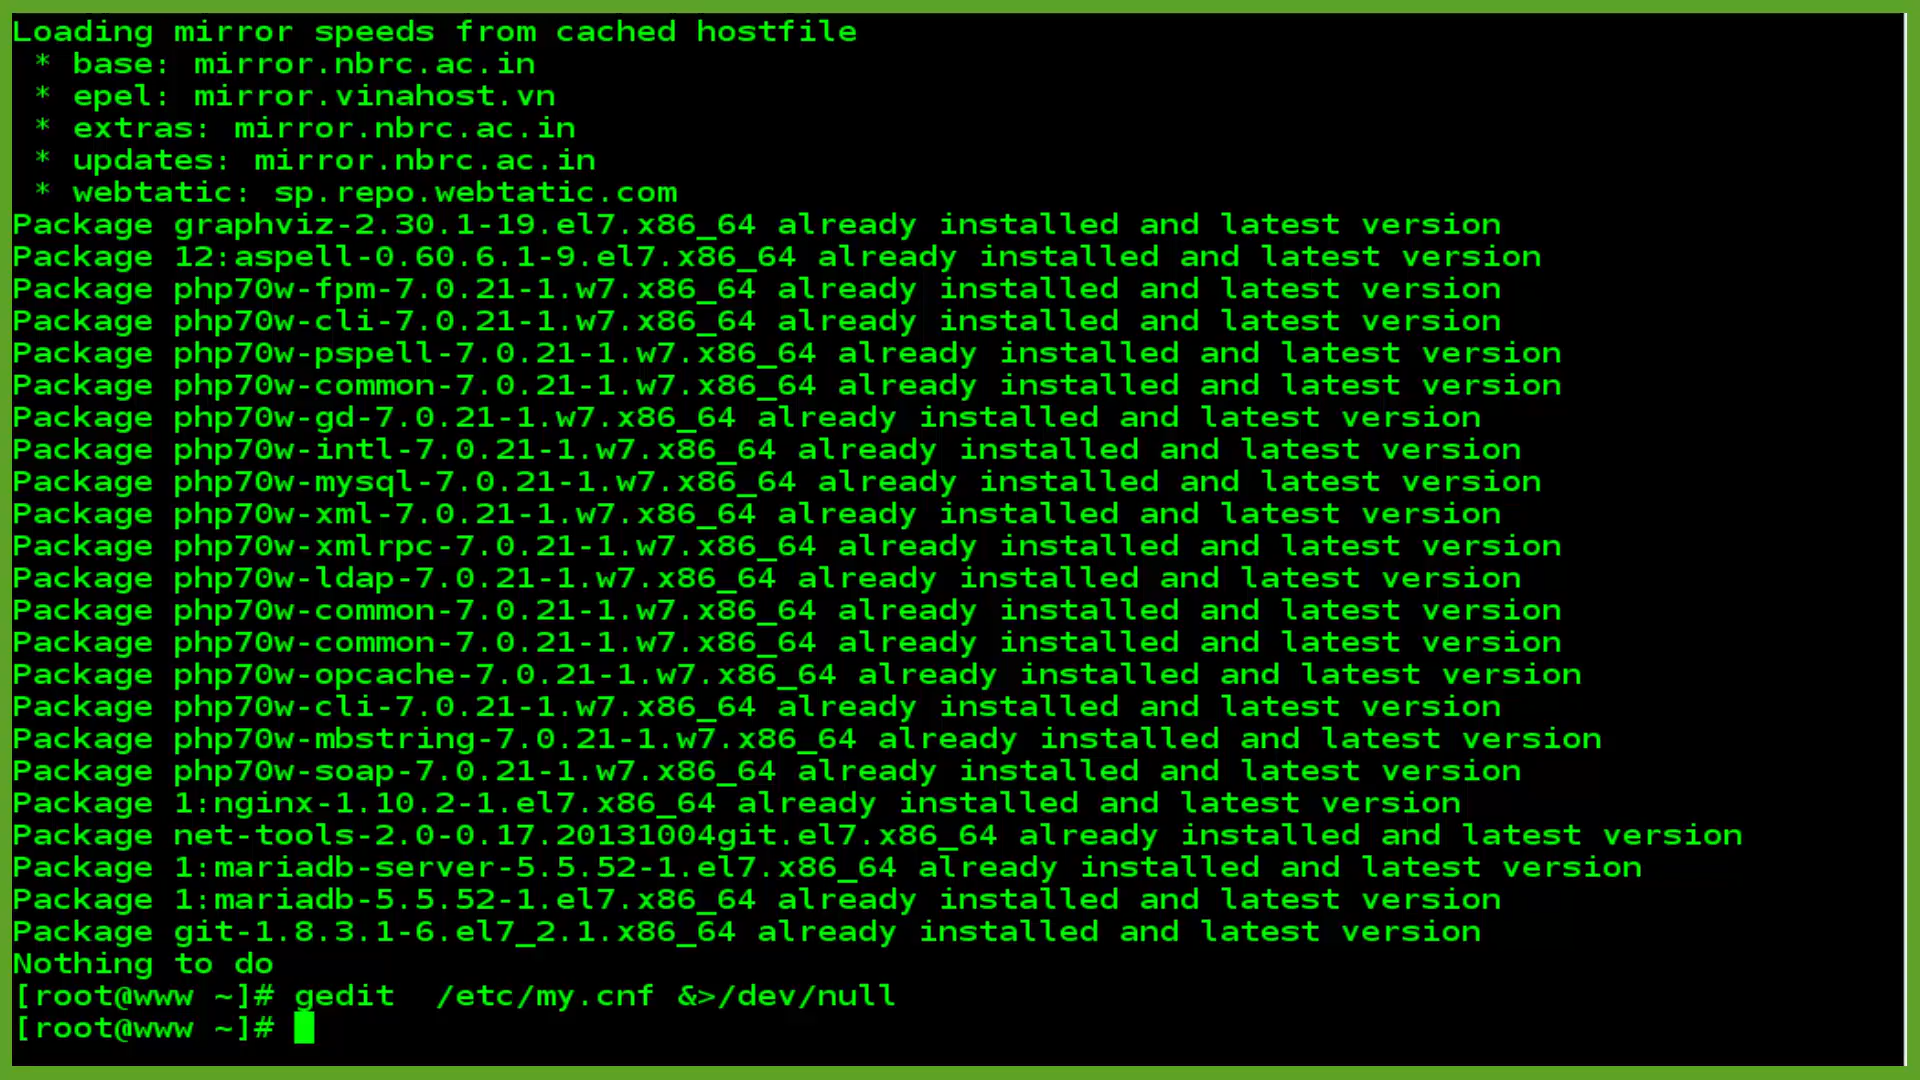 Loading mirror speeds from cached hostfile
 * base: mirror.nbrc.ac.in
 * epel: mirror.vinahost.vn
 * extras: mirror.nbrc.ac.in
 * updates: mirror.nbrc.ac.in
 * webtatic: sp.repo.webtatic.com
Package graphviz-2.30.1-19.el7.x86_64 already installed and latest version
Package 12:aspell-0.60.6.1-9.el7.x86_64 already installed and latest version
Package php70w-fpm-7.0.21-1.w7.x86_64 already installed and latest version
Package php70w-cli-7.0.21-1.w7.x86_64 already installed and latest version
Package php70w-pspell-7.0.21-1.w7.x86_64 already installed and latest version
Package php70w-common-7.0.21-1.w7.x86_64 already installed and latest version
Package php70w-gd-7.0.21-1.w7.x86_64 already installed and latest version
Package php70w-intl-7.0.21-1.w7.x86_64 already installed and latest version
Package php70w-mysql-7.0.21-1.w7.x86_64 already installed and latest version
Package php70w-xml-7.0.21-1.w7.x86_64 already installed and latest version
Package php70w-xmlrpc-7.0.21-1.w7.x86_64 already installed and latest version
Package php70w-ldap-7.0.21-1.w7.x86_64 already installed and latest version
Package php70w-common-7.0.21-1.w7.x86_64 already installed and latest version
Package php70w-common-7.0.21-1.w7.x86_64 already installed and latest version
Package php70w-opcache-7.0.21-1.w7.x86_64 already installed and latest version
Package php70w-cli-7.0.21-1.w7.x86_64 already installed and latest version
Package php70w-mbstring-7.0.21-1.w7.x86_64 already installed and latest version
Package php70w-soap-7.0.21-1.w7.x86_64 already installed and latest version
Package 1:nginx-1.10.2-1.el7.x86_64 already installed and latest version
Package net-tools-2.0-0.17.20131004git.el7.x86_64 already installed and latest version
Package 1:mariadb-server-5.5.52-1.el7.x86_64 already installed and latest version
Package 1:mariadb-5.5.52-1.el7.x86_64 already installed and latest version
Package git-1.8.3.1-6.el7_2.1.x86_64 already installed and latest version
Nothing to do
[root@www ~]# gedit  /etc/my.cnf &>/dev/null
[root@www ~]#